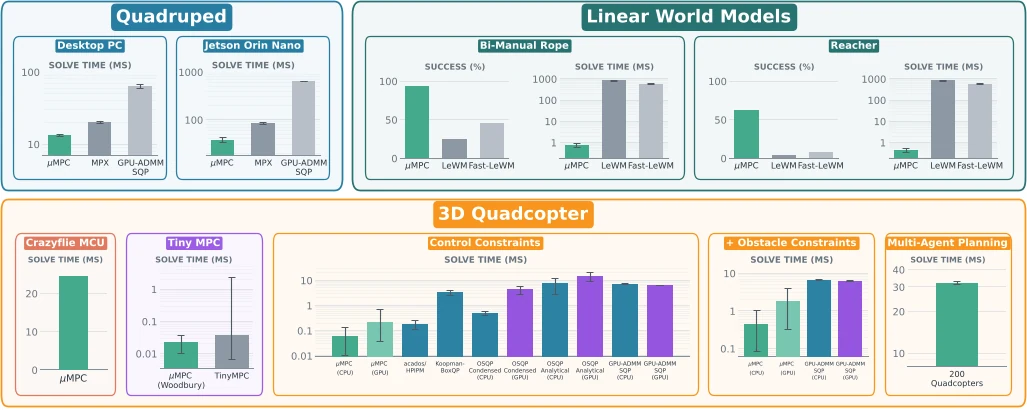 Quadruped
Desktop PC
SOLVE TIME (MS)
100
10
μMPC
MPX
GPU-ADMM
SQP
Jetson Orin Nano
SOLVE TIME (MS)
1000
100
μMPC
MPX
GPU-ADMM
SQP
Linear World Models
Bi-Manual Rope
SUCCESS (%)
100
50
0
μMPC
LeWM
Fast-LeWM
SOLVE TIME (MS)
1000
100
10
1
μMPC
LeWM
Fast-LeWM
Reacher
SUCCESS (%)
100
50
0
μMPC
LeWM
Fast-LeWM
SOLVE TIME (MS)
1000
100
10
1
μMPC
LeWM
Fast-LeWM
3D Quadcopter
Crazyflie MCU
SOLVE TIME (MS)
20
10
0
μMPC
Tiny MPC
SOLVE TIME (MS)
1
0.1
0.01
μMPC
(Woodbury)
TinyMPC
Control Constraints
SOLVE TIME (MS)
10
1
0.1
0.01
μMPC
(CPU)
μMPC
(GPU)
acados/
HPIPM
Koopman-
BoxQP
OSQP
Condensed
(CPU)
OSQP
Condensed
(GPU)
OSQP
Analytical
(CPU)
OSQP
Analytical
(GPU)
GPU-ADMM
SQP
(CPU)
GPU-ADMM
SQP
(GPU)
+ Obstacle Constraints
SOLVE TIME (MS)
10
1
0.1
μMPC
(CPU)
μMPC
(GPU)
GPU-ADMM
SQP
(CPU)
GPU-ADMM
SQP
(GPU)
Multi-Agent Planning
SOLVE TIME (MS)
40
30
20
10
200
Quadcopters